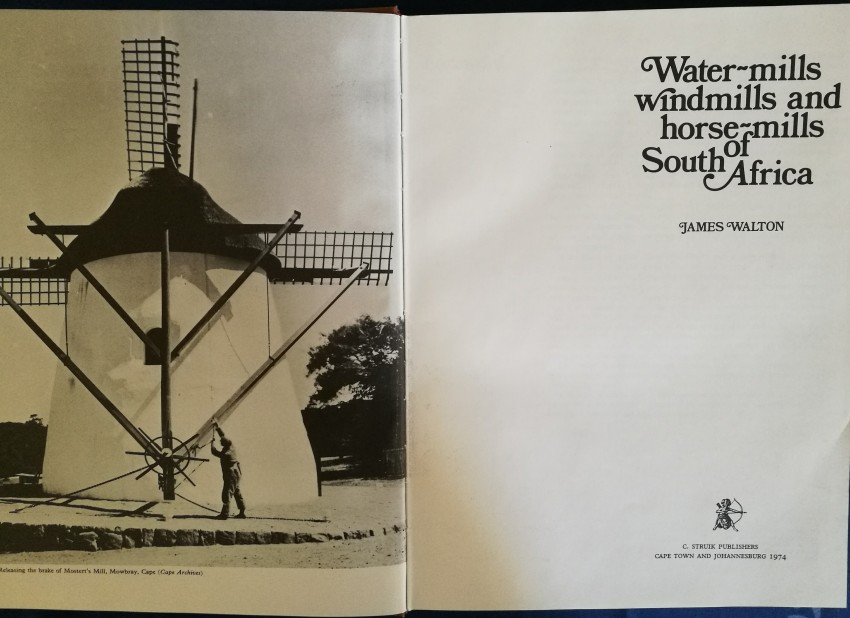 Releasing the brake of Mostert's Mill, Mowbray, Cape (Cape Archives)
Water-mills
windmills and
horse-mills
of
South Africa
JAMES WALTON
C. STRUIK PUBLISHERS
CAPE TOWN AND JOHANNESBURG 1974